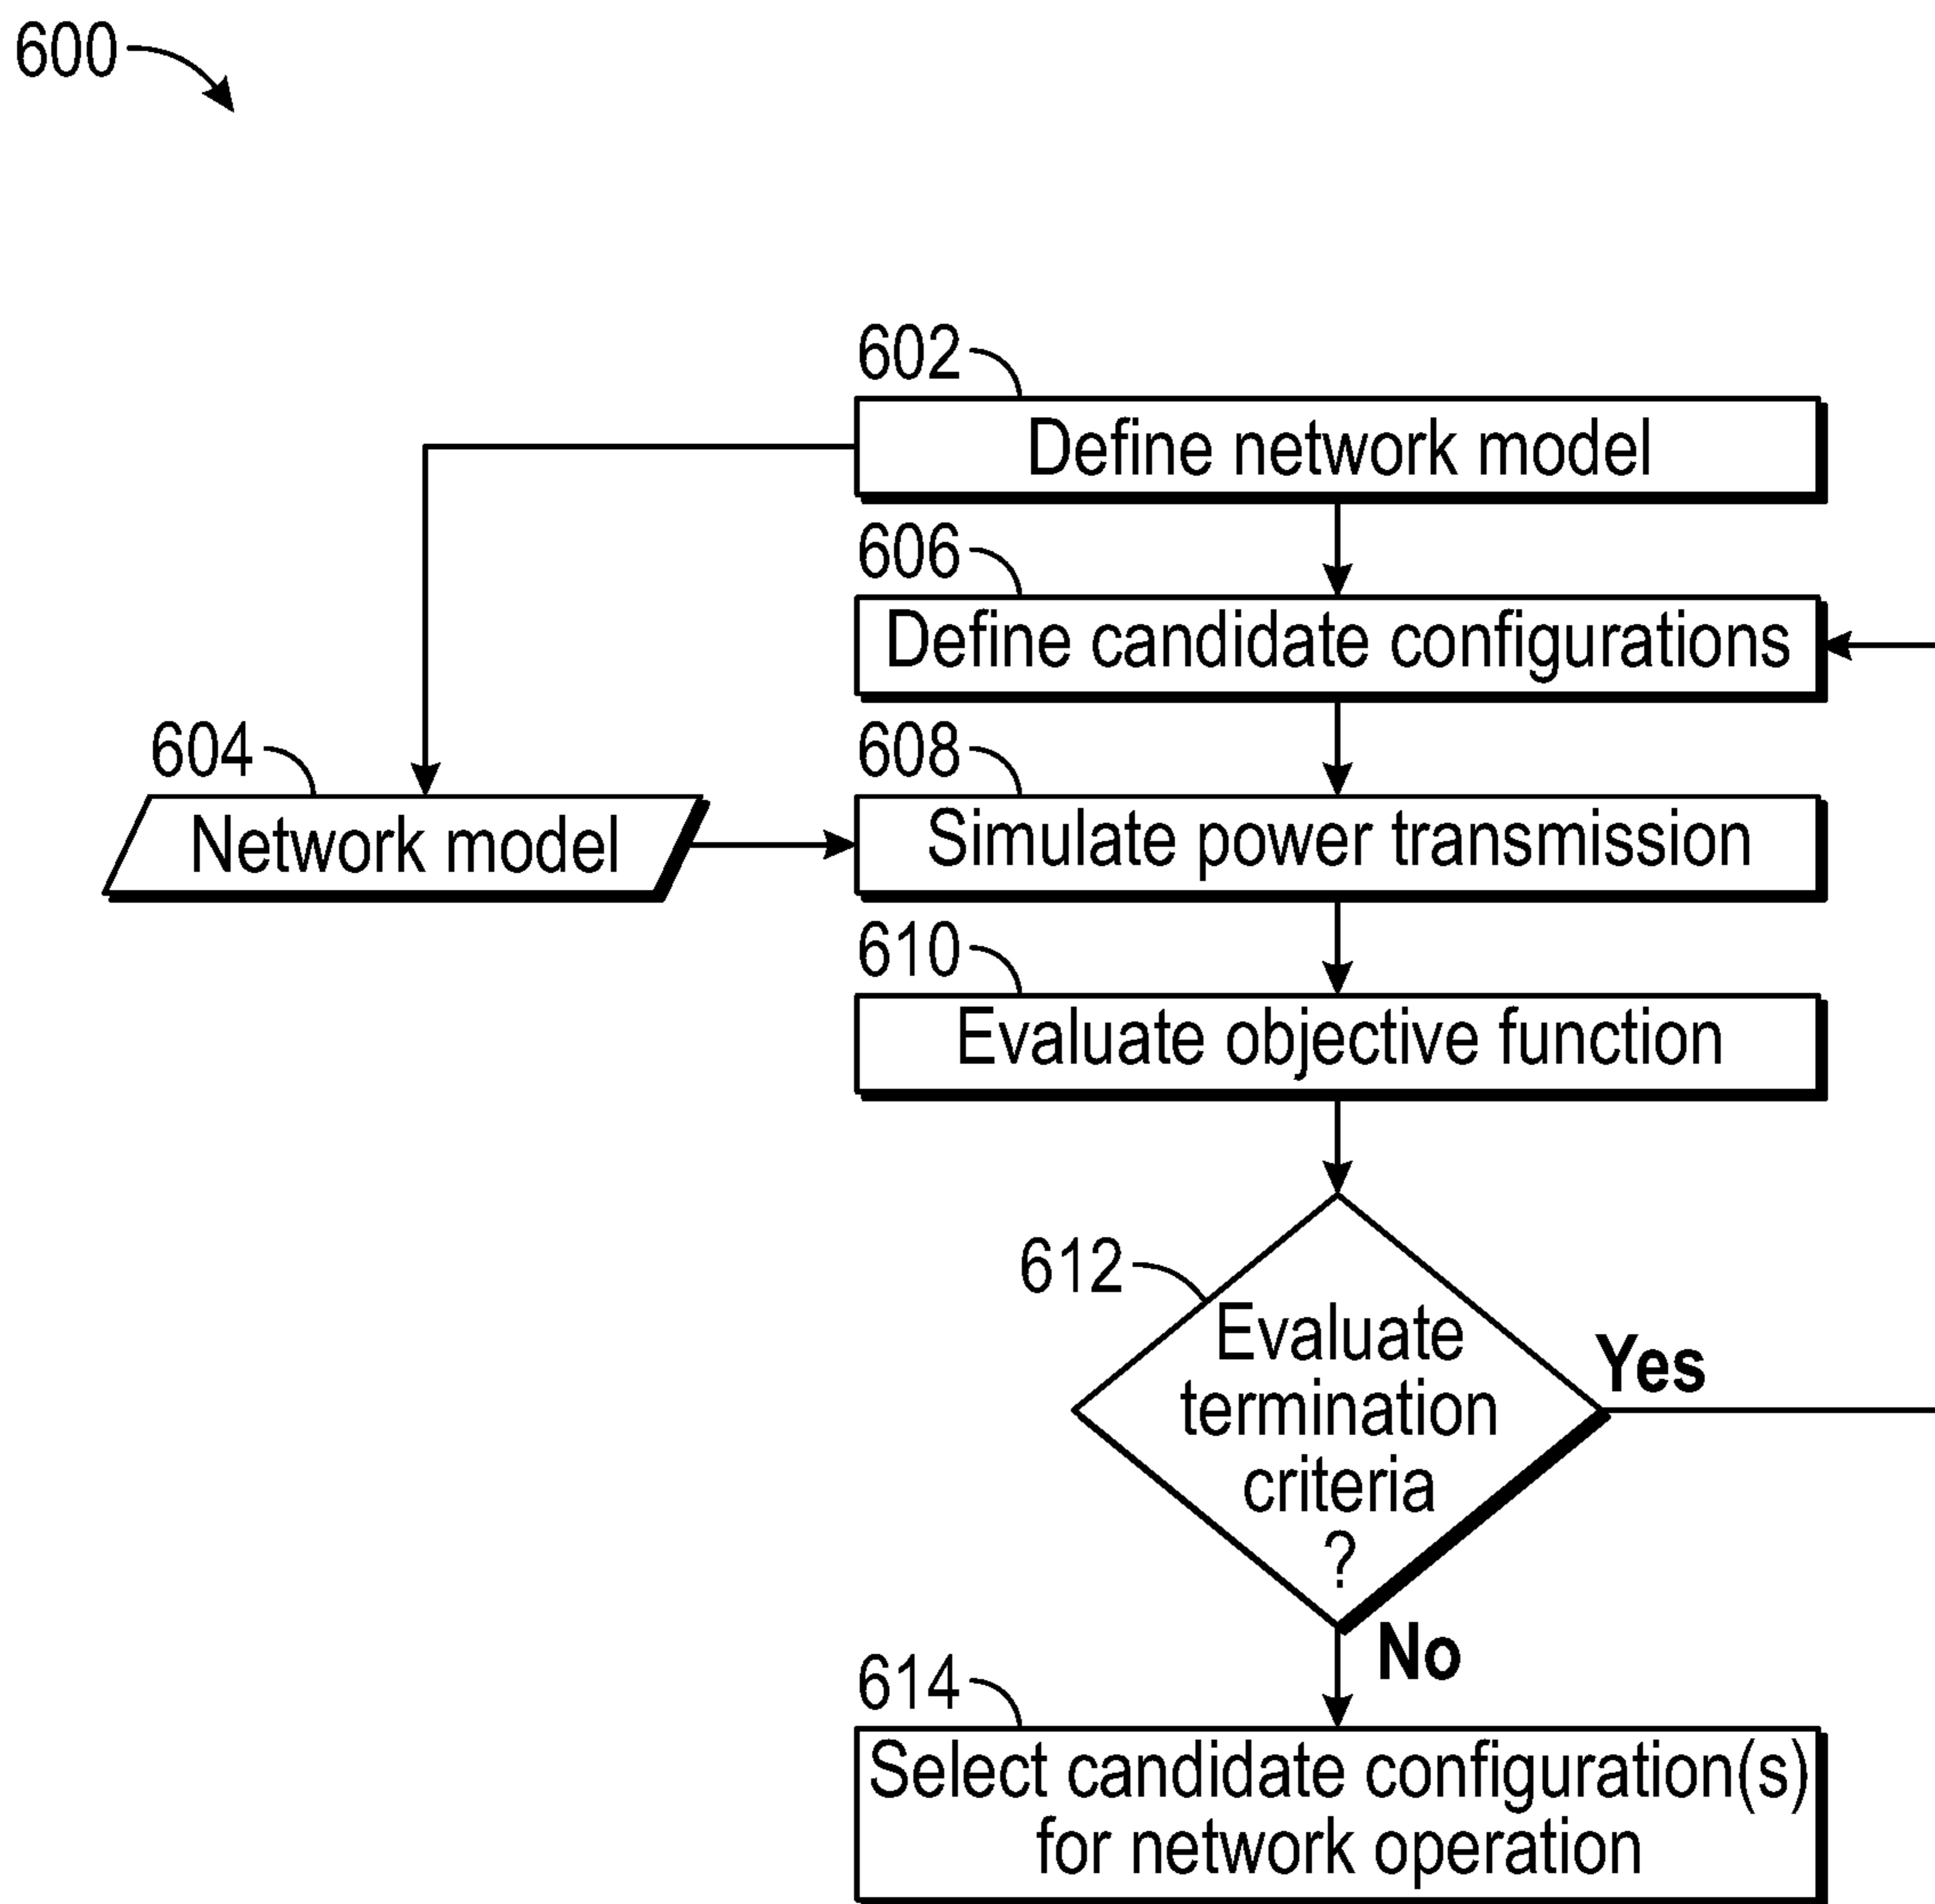 600
602
Define network model
606
Define candidate configurations
604
Network model
608
Simulate power transmission
610
Evaluate objective function
612
Evaluate
termination
criteria
?
Yes
No
614
Select candidate configuration(s)
for network operation